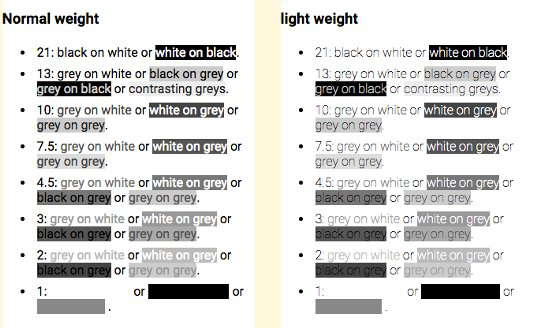 Normal weight
• 21: black on white or white on black.
• 13: grey on white or black on grey or
grey on black or contrasting greys.
• 10: grey on white or white on grey or
grey on grey.
• 7.5: grey on white or white on grey or
grey on grey.
• 4.5: grey on white or white on grey or
black on grey or grey on grey.
• 3: grey on white or white on grey or
black on grey or grey on grey.
• 2: grey on white or white on grey or
black on grey or grey on grey.
• 1: or or
.
light weight
• 21: black on white or white on black.
• 13: grey on white or black on grey or
grey on black or contrasting greys.
• 10: grey on white or white on grey or
grey on grey.
• 7.5: grey on white or white on grey or
grey on grey.
• 4.5: grey on white or white on grey or
black on grey or grey on grey.
• 3: grey on white or white on grey or
black on grey or grey on grey.
• 2: grey on white or white on grey or
black on grey or grey on grey.
• 1: or or
.